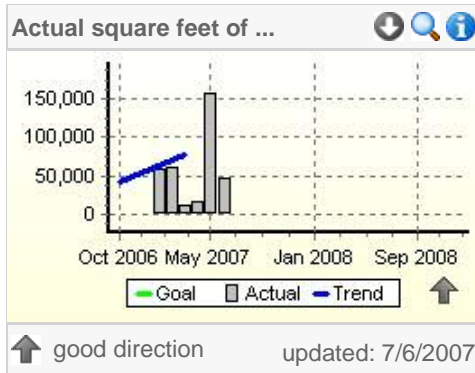 Actual square feet of ...
150,000
100,000
50,000
0
Oct 2006 May 2007 Jan 2008 Sep 2008
Goal Actual Trend
good direction updated: 7/6/2007